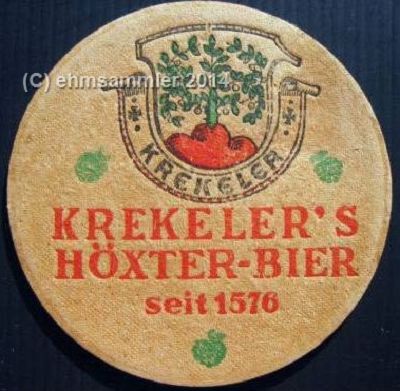 (C) ehmsammler 2014
KREKELER
KREKELER'S
HÖXTER-BIER
seit 1576